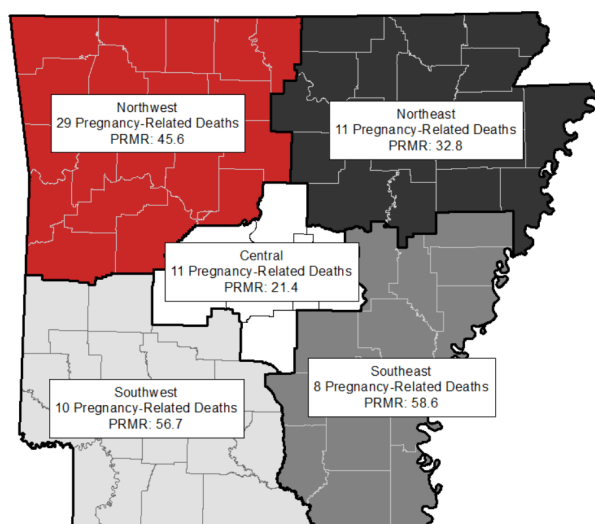 Northwest
29 Pregnancy-Related Deaths
PRMR: 45.6
Northeast
11 Pregnancy-Related Deaths
PRMR: 32.8
Central
11 Pregnancy-Related Deaths
PRMR: 21.4
Southwest
10 Pregnancy-Related Deaths
PRMR: 56.7
Southeast
8 Pregnancy-Related Deaths
PRMR: 58.6